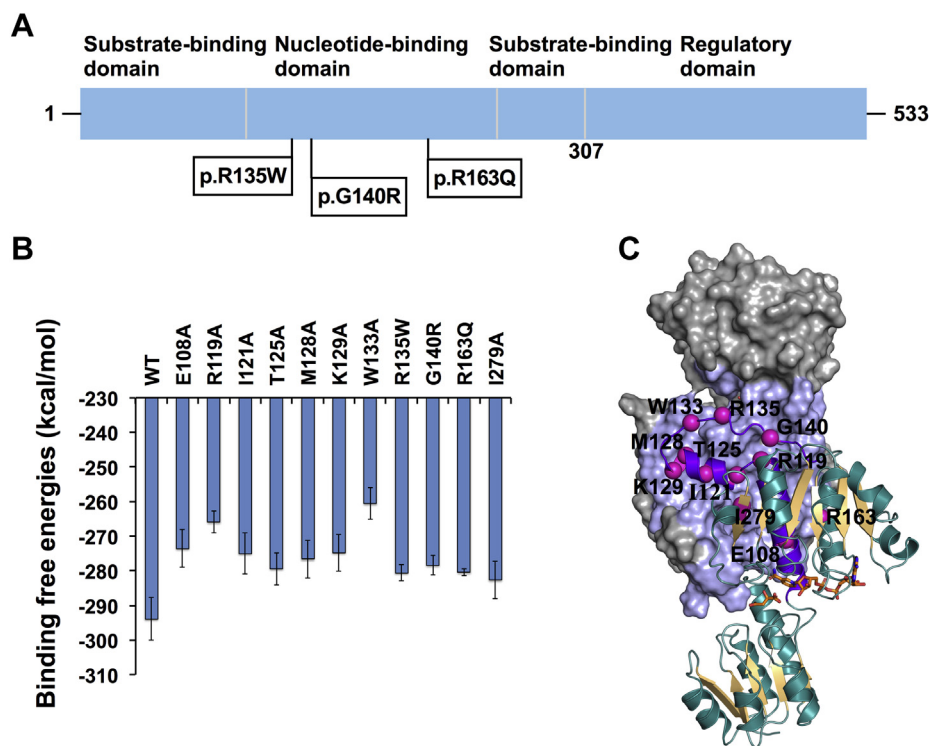 A
Substrate-binding domain
Nucleotide-binding domain
Substrate-binding domain
Regulatory domain
1
533
307
p.R135W
p.G140R
p.R163Q
B
Binding free energies (kcal/mol)
WT
E108A
R119A
I121A
T125A
M128A
K129A
W133A
R135W
G140R
R163Q
I279A
-230
-240
-250
-260
-270
-280
-290
-300
-310
C
W133
R135
G140
M128
T125
R119
K129
I121
I279
R163
E108